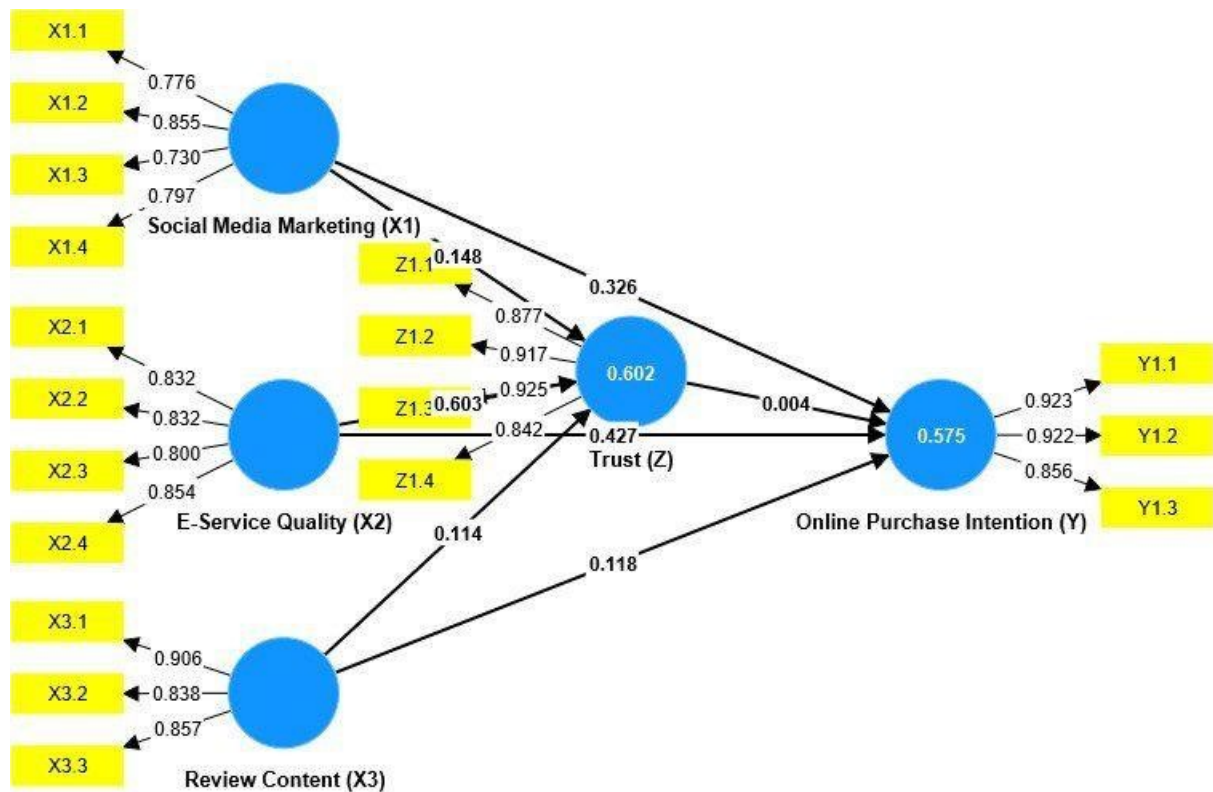 X1.1
0.776
X1.2
0.855
X1.3
0.730
0.797
X1.4
Social Media Marketing (X1)
0.148
0.326
Z1.1
0.877
Z1.2
0.917
0.925
Z1.3
0.603
0.842
Z1.4
0.602
Trust (Z)
0.004
0.427
X2.1
0.832
X2.2
0.832
X2.3
0.800
0.854
X2.4
E-Service Quality (X2)
0.114
0.118
0.575
Online Purchase Intention (Y)
Y1.1
0.923
0.922
Y1.2
0.856
Y1.3
X3.1
0.906
X3.2
0.838
0.857
X3.3
Review Content (X3)